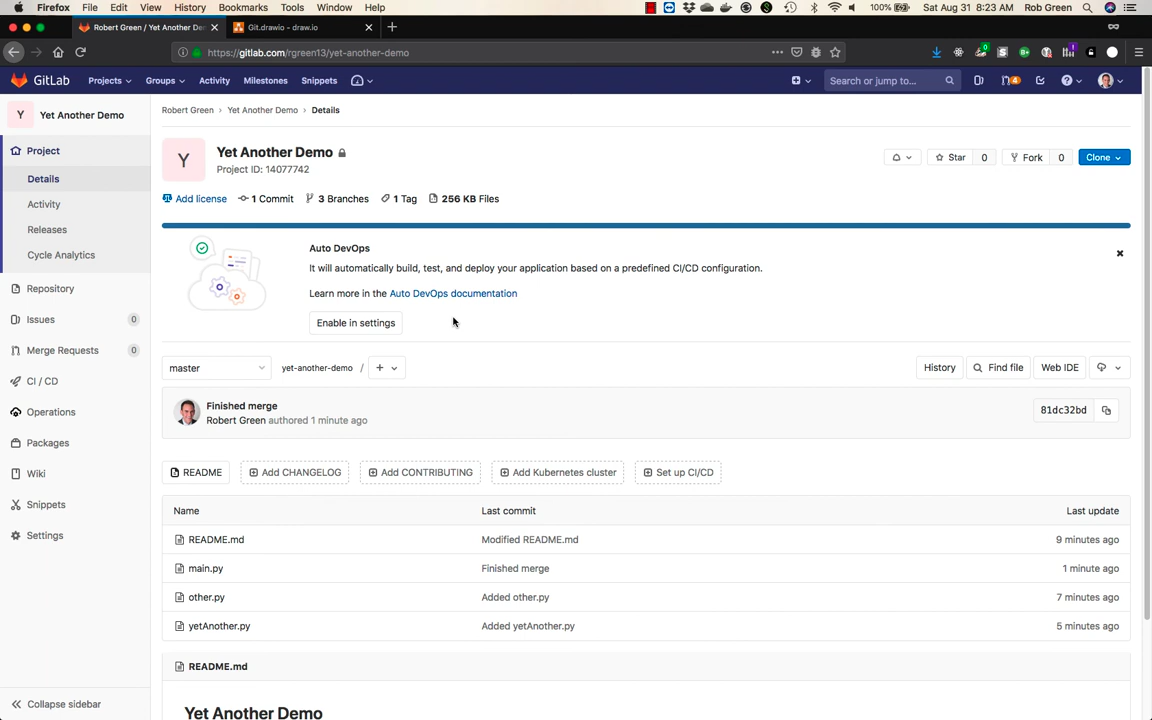 Firefox File Edit View History Bookmarks Tools Window Help 100% Sat Aug 31 8:23 AM Rob Green
Robert Green / Yet Another De Git.drawio - draw.io
https://gitlab.com/rgreen13/yet-another-demo
GitLab Projects Groups Activity Milestones Snippets Search or jump to... 4
Y Yet Another Demo
Robert Green › Yet Another Demo › Details
Project
Details
Activity
Releases
Cycle Analytics
Repository
Issues 0
Merge Requests 0
CI / CD
Operations
Packages
Wiki
Snippets
Settings
Collapse sidebar
Y
Yet Another Demo
Project ID: 14077742
Star 0 Fork 0 Clone
Add license 1 Commit 3 Branches 1 Tag 256 KB Files
Auto DevOps
It will automatically build, test, and deploy your application based on a predefined CI/CD configuration.
Learn more in the Auto DevOps documentation
Enable in settings
master yet-another-demo / + History Find file Web IDE
Finished merge
Robert Green authored 1 minute ago
81dc32bd
README Add CHANGELOG Add CONTRIBUTING Add Kubernetes cluster Set up CI/CD
Name Last commit Last update
README.md Modified README.md 9 minutes ago
main.py Finished merge 1 minute ago
other.py Added other.py 7 minutes ago
yetAnother.py Added yetAnother.py 5 minutes ago
README.md
Yet Another Demo